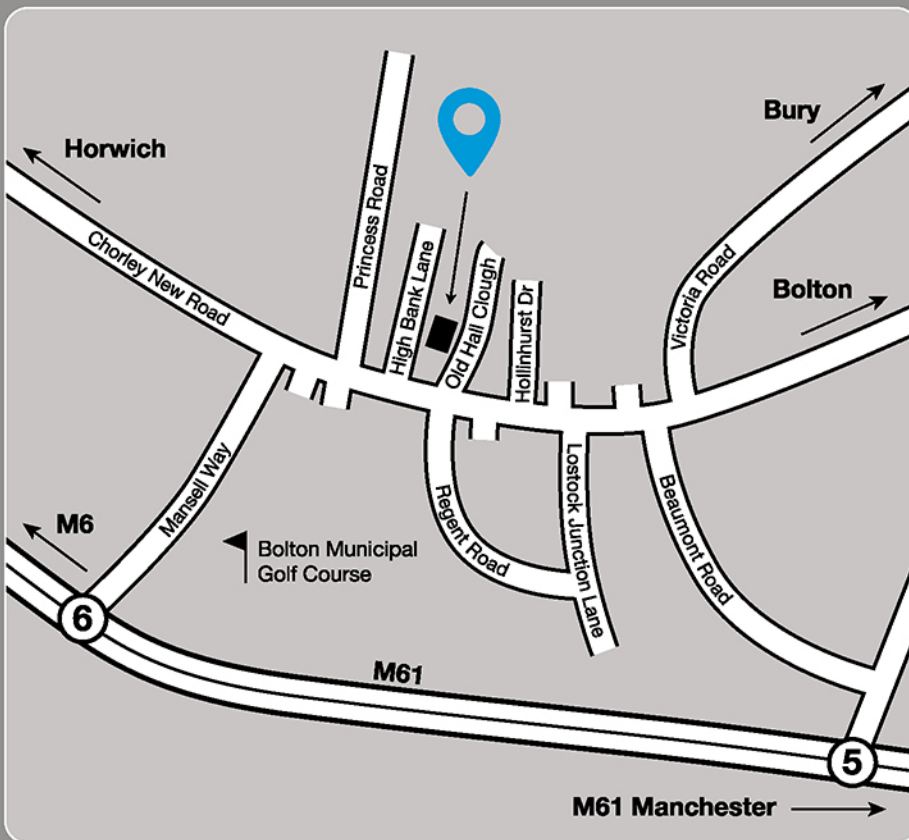 Bury
Horwich
Princess Road
Chorley New Road
High Bank Lane
Old Hall Clough
Hollinhurst Dr
Victoria Road
Bolton
Mansell Way
Regent Road
Lostock Junction Lane
Beaumont Road
M6
Bolton Municipal
Golf Course
6
M61
5
M61 Manchester